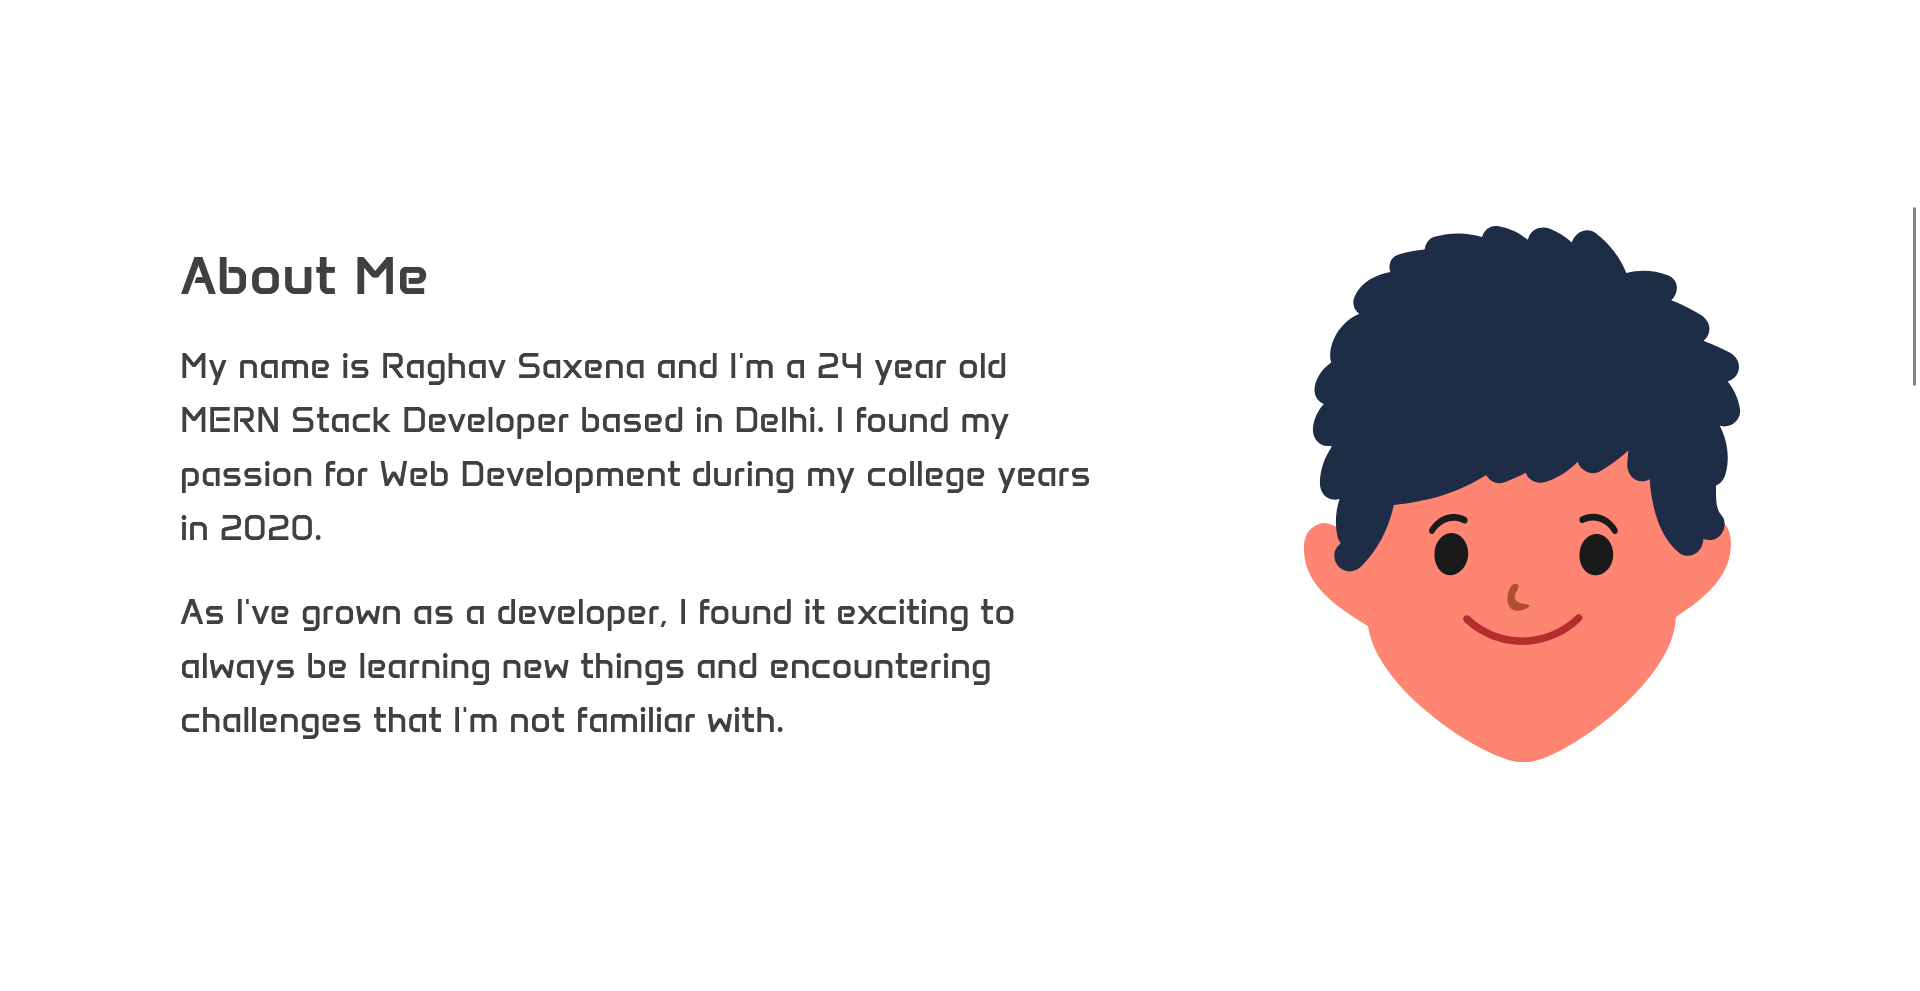 About Me
My name is Raghav Saxena and I'm a 24 year old
MERN Stack Developer based in Delhi. I found my
passion for Web Development during my college years
in 2020.
As I've grown as a developer, I found it exciting to
always be learning new things and encountering
challenges that I'm not familiar with.